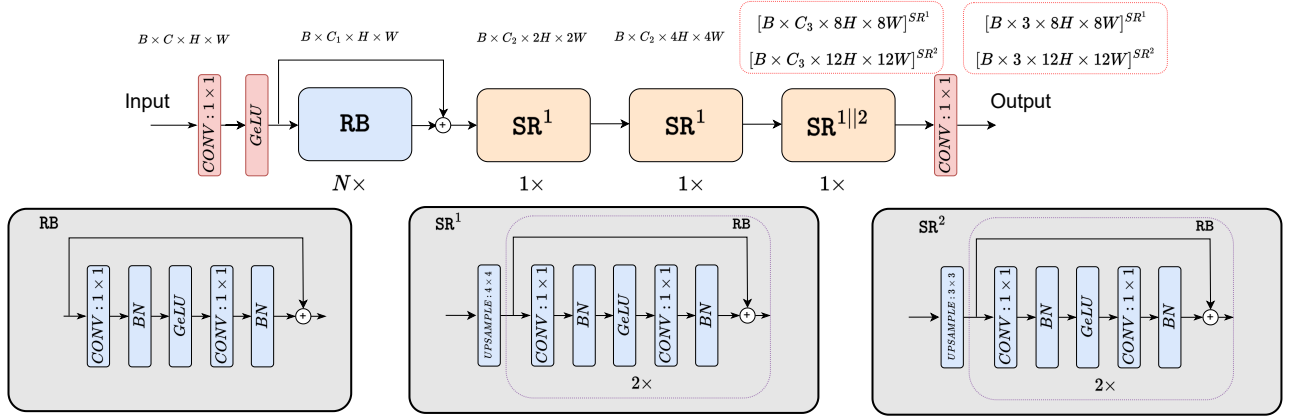 B × C × H × W
B × C₁ × H × W
B × C₂ × 2H × 2W
B × C₂ × 4H × 4W
[B × C₃ × 8H × 8W]^{SR¹}
[B × C₃ × 12H × 12W]^{SR²}
[B × 3 × 8H × 8W]^{SR¹}
[B × 3 × 12H × 12W]^{SR²}
Input
CONV : 1 × 1
GeLU
RB
SR¹
SR¹
SR^{1||2}
CONV : 1 × 1
Output
N×
1×
1×
1×
RB
CONV : 1 × 1
BN
GeLU
CONV : 1 × 1
BN
+
SR¹
RB
UPSAMPLE : 4 × 4
CONV : 1 × 1
BN
GeLU
CONV : 1 × 1
BN
+
2×
SR²
RB
UPSAMPLE : 3 × 3
CONV : 1 × 1
BN
GeLU
CONV : 1 × 1
BN
+
2×